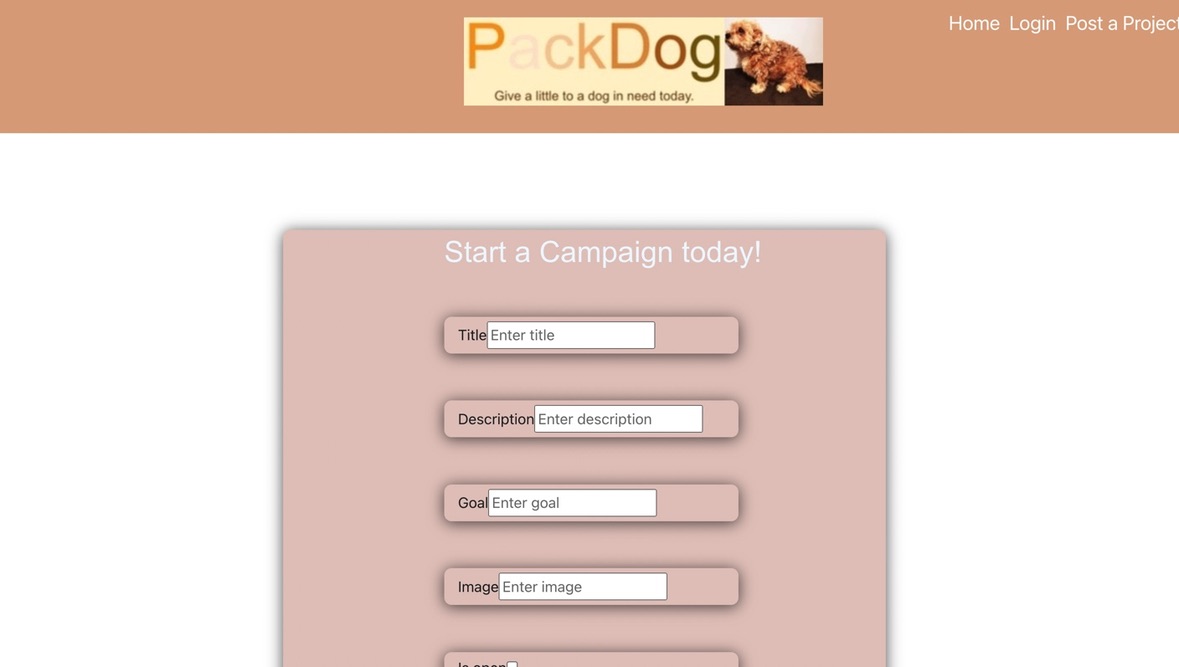 PackDog
Give a little to a dog in need today.
Home Login Post a Project
Start a Campaign today!
Title Enter title
Description Enter description
Goal Enter goal
Image Enter image
Is open